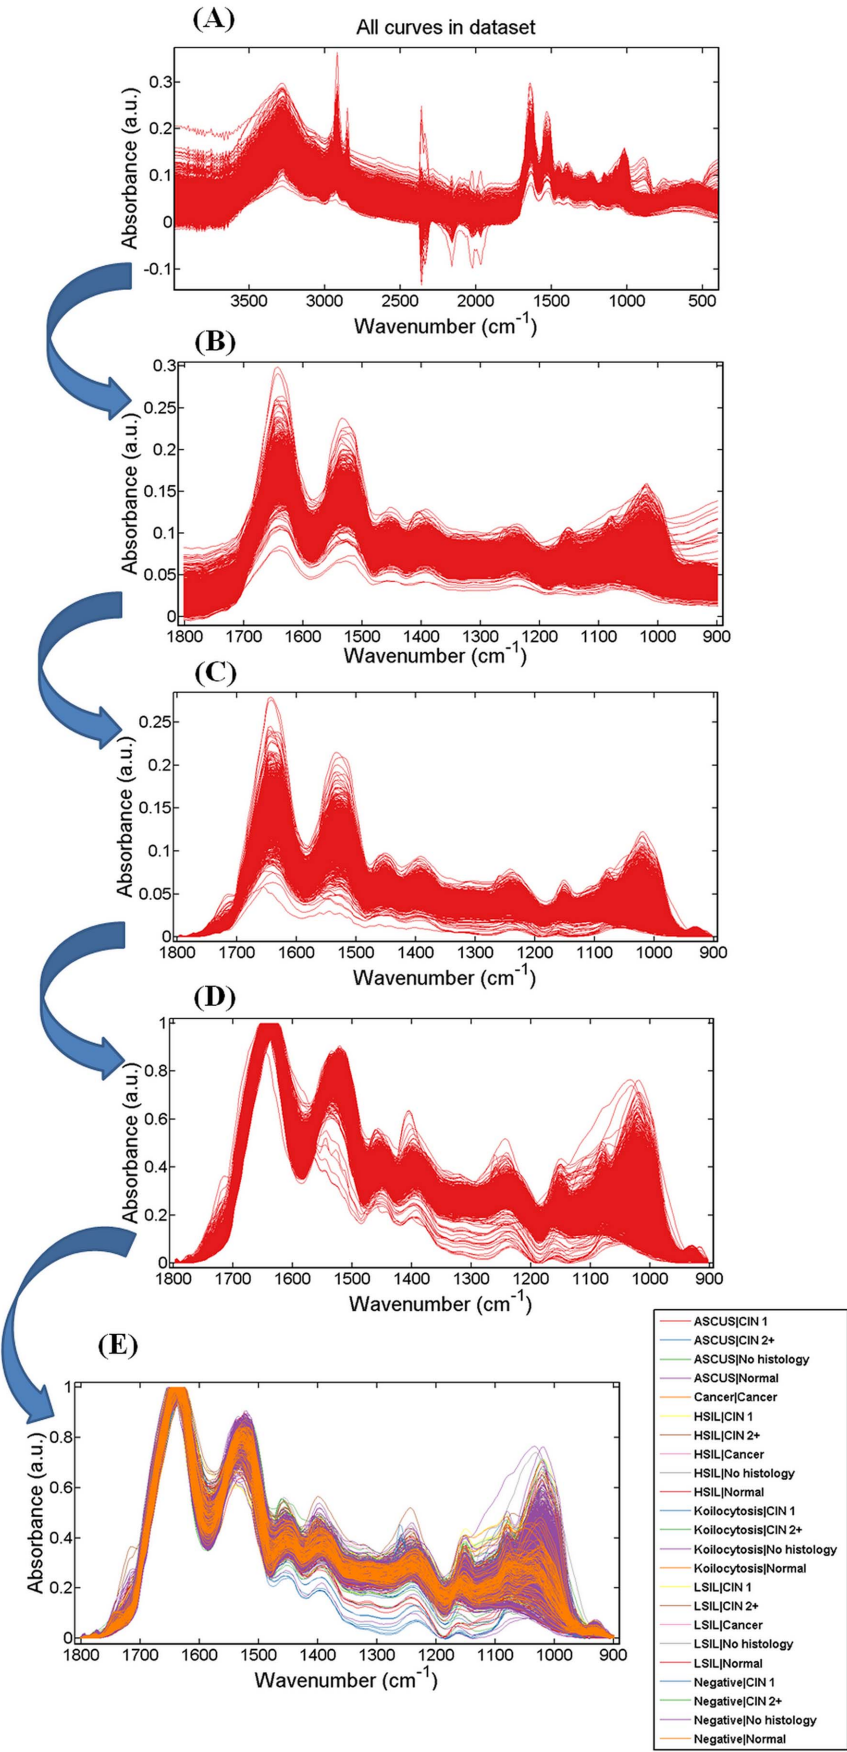 (A)
All curves in dataset
Absorbance (a.u.)
0.3
0.2
0.1
0
-0.1
3500 3000 2500 2000 1500 1000 500
Wavenumber (cm-1)
(B)
Absorbance (a.u.)
0.3
0.25
0.2
0.15
0.1
0.05
0
1800 1700 1600 1500 1400 1300 1200 1100 1000 900
Wavenumber (cm-1)
(C)
Absorbance (a.u.)
0.25
0.2
0.15
0.1
0.05
0
1800 1700 1600 1500 1400 1300 1200 1100 1000 900
Wavenumber (cm-1)
(D)
Absorbance (a.u.)
1
0.8
0.6
0.4
0.2
0
1800 1700 1600 1500 1400 1300 1200 1100 1000 900
Wavenumber (cm-1)
(E)
Absorbance (a.u.)
1
0.8
0.6
0.4
0.2
0
1800 1700 1600 1500 1400 1300 1200 1100 1000 900
Wavenumber (cm-1)
ASCUS|CIN 1
ASCUS|CIN 2+
ASCUS|No histology
ASCUS|Normal
Cancer|Cancer
HSIL|CIN 1
HSIL|CIN 2+
HSIL|Cancer
HSIL|No histology
HSIL|Normal
Koilocytosis|CIN 1
Koilocytosis|CIN 2+
Koilocytosis|No histology
Koilocytosis|Normal
LSIL|CIN 1
LSIL|CIN 2+
LSIL|Cancer
LSIL|No histology
LSIL|Normal
Negative|CIN 1
Negative|CIN 2+
Negative|No histology
Negative|Normal